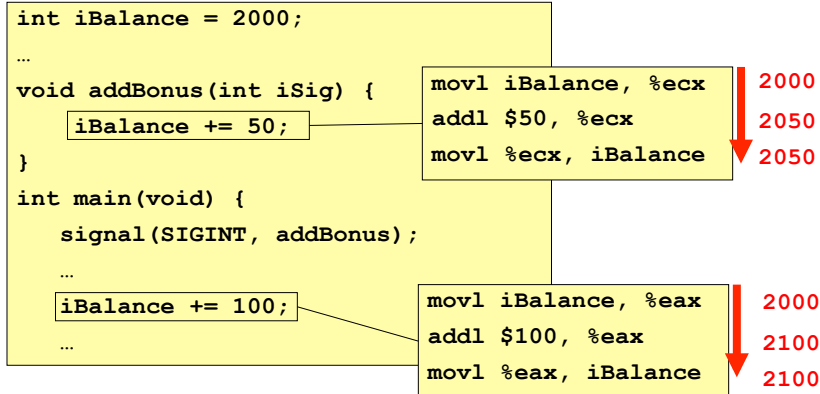 int iBalance = 2000;
…
void addBonus(int iSig) {
iBalance += 50;
}
int main(void) {
signal(SIGINT, addBonus);
…
iBalance += 100;
…
movl iBalance, %ecx 2000
addl $50, %ecx 2050
movl %ecx, iBalance 2050
movl iBalance, %eax 2000
addl $100, %eax 2100
movl %eax, iBalance 2100